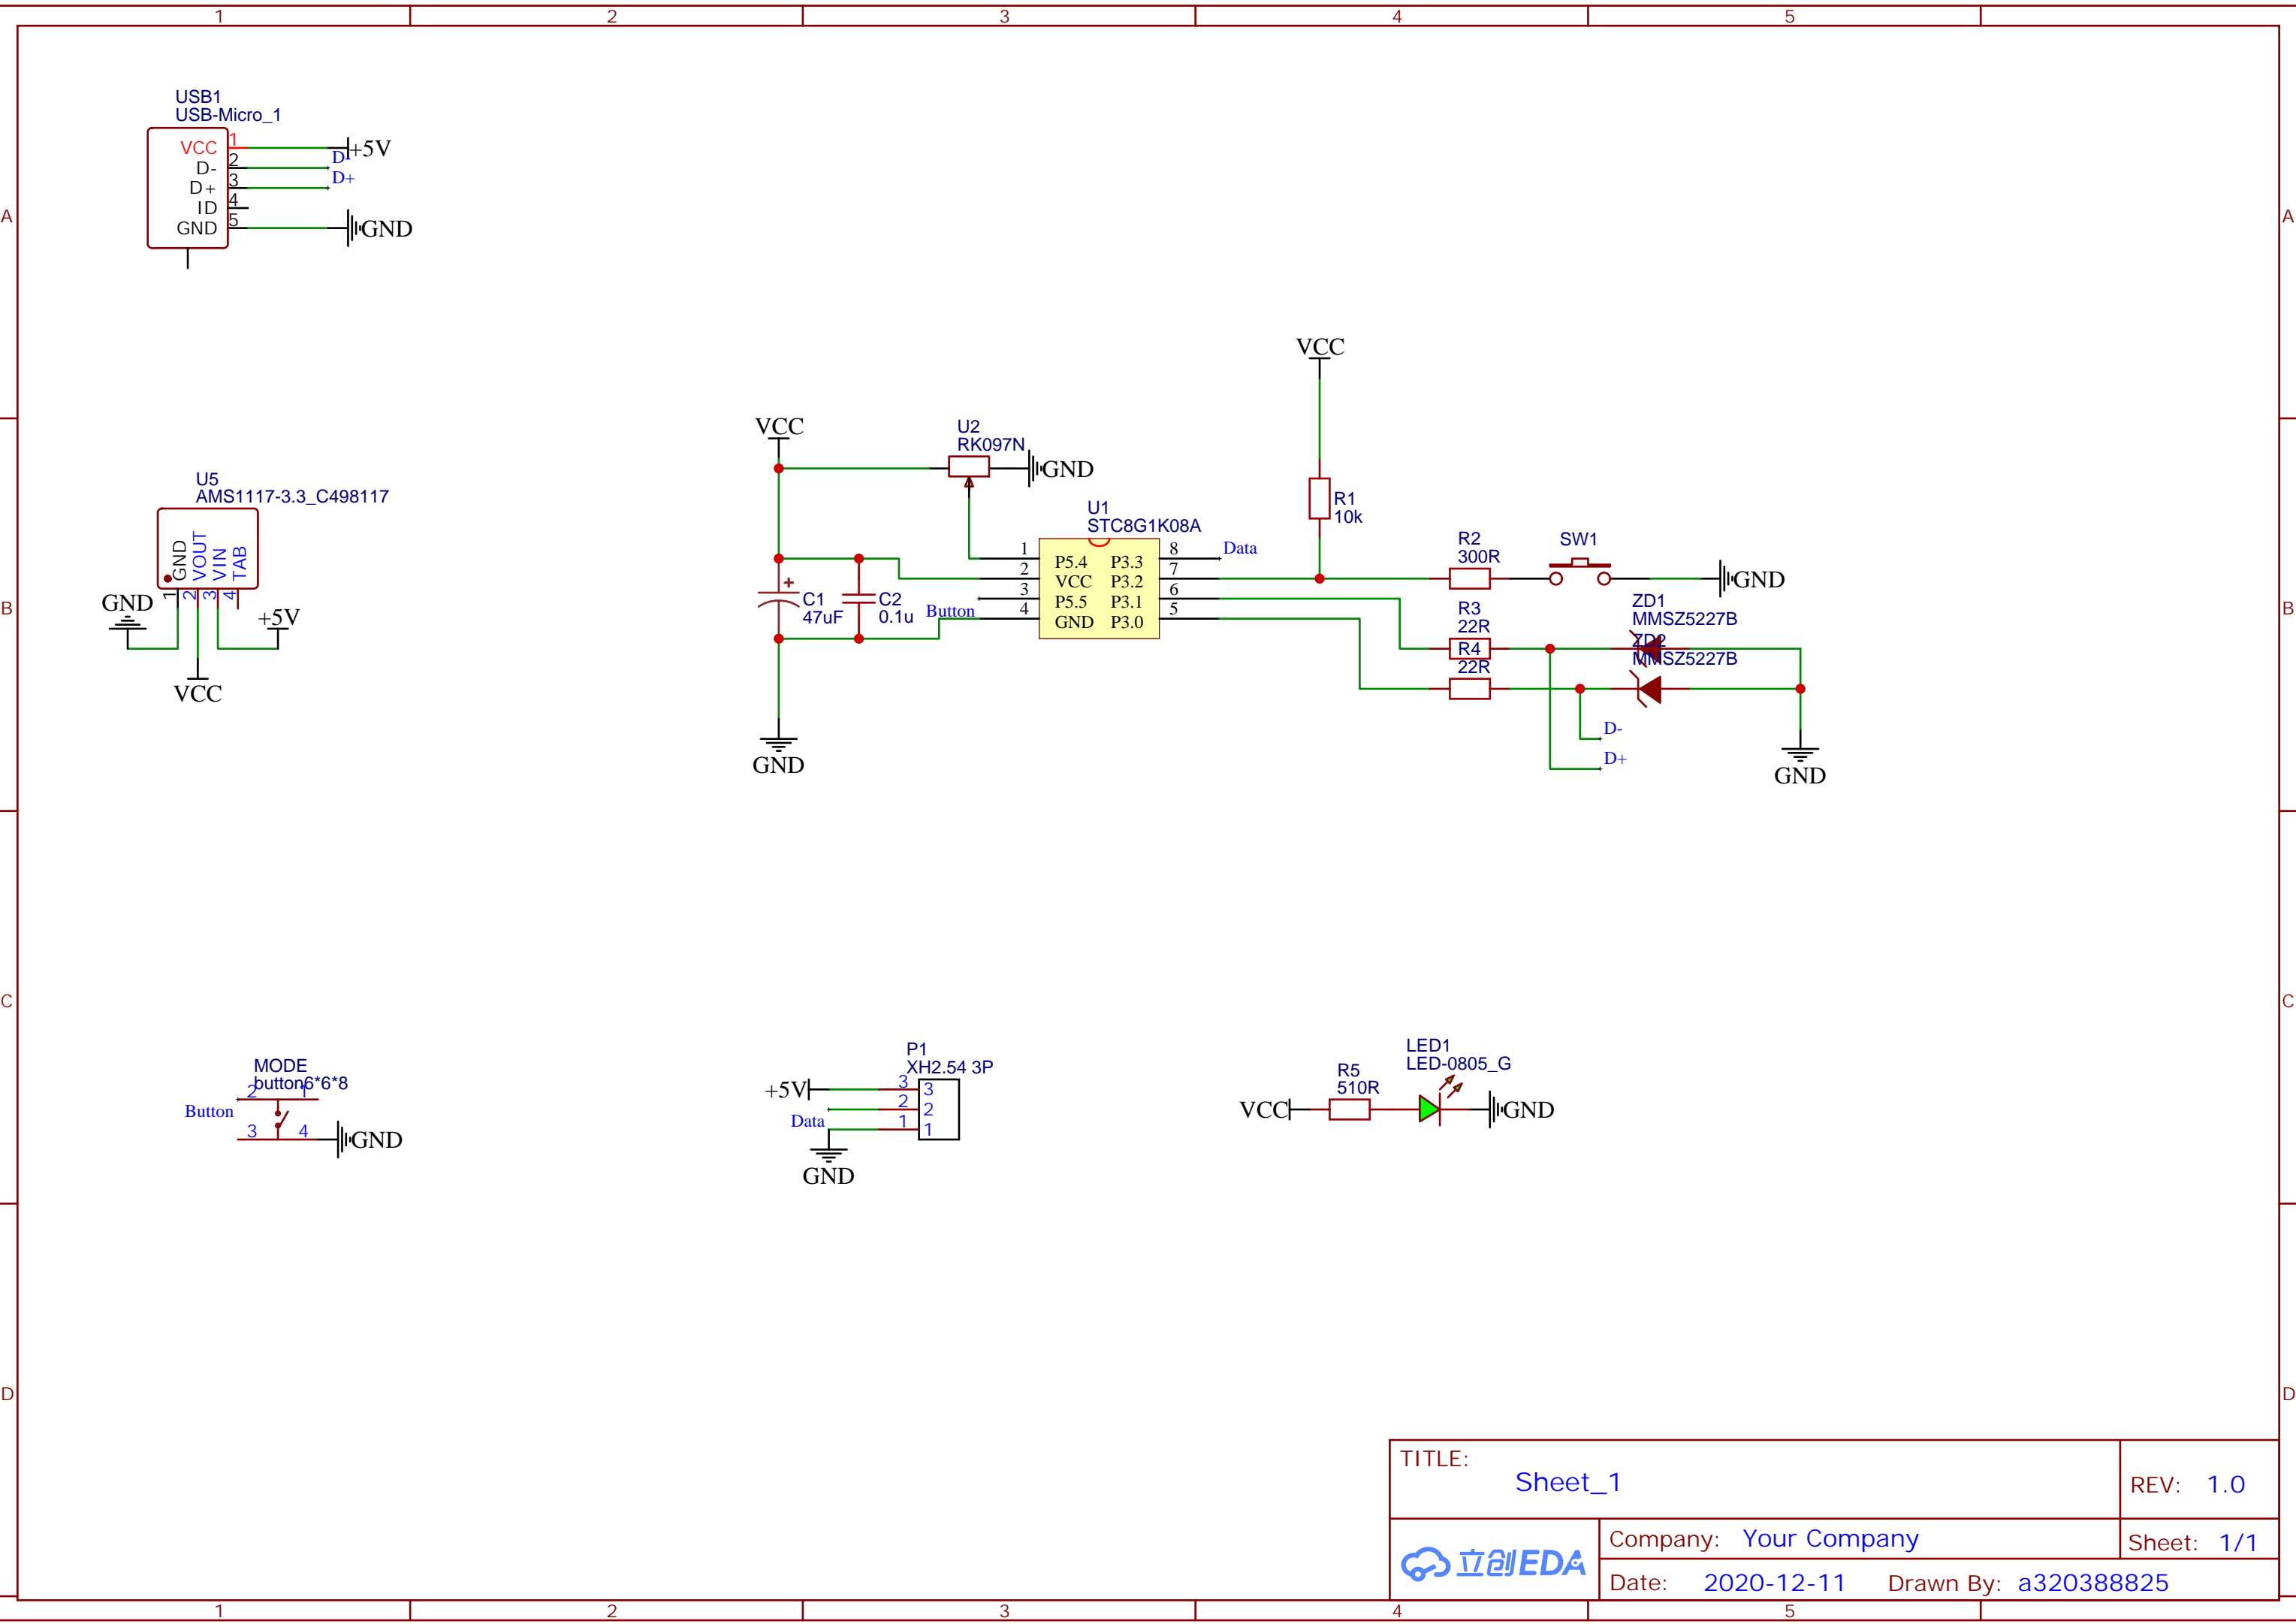 1 2 3 4 5
USB1
USB-Micro_1
VCC 1 +5V
D- 2 D-
D+ 3 D+
ID 4
GND 5 GND
A A
U5
AMS1117-3.3_C498117
GND VOUT VIN TAB
1 2 3 4
GND +5V
VCC
B B
VCC
U2
RK097N
GND
U1
STC8G1K08A
1 P5.4 P3.3 8 Data
2 VCC P3.2 7
3 P5.5 P3.1 6
Button 4 GND P3.0 5
C1
47uF
C2
0.1u
GND
VCC
R1
10k
R2
300R
SW1
GND
R3
22R
R4
22R
ZD1
MMSZ5227B
ZD2
MMSZ5227B
D-
D+
GND
C C
MODE
button6*6*8
2 1
Button
3 4 GND
P1
XH2.54 3P
+5V 3 3
2 2
Data 1 1
GND
R5
510R
LED1
LED-0805_G
VCC GND
D D
TITLE:
Sheet_1
REV: 1.0
立创EDA
Company: Your Company
Sheet: 1/1
Date: 2020-12-11 Drawn By: a320388825
1 2 3 4 5